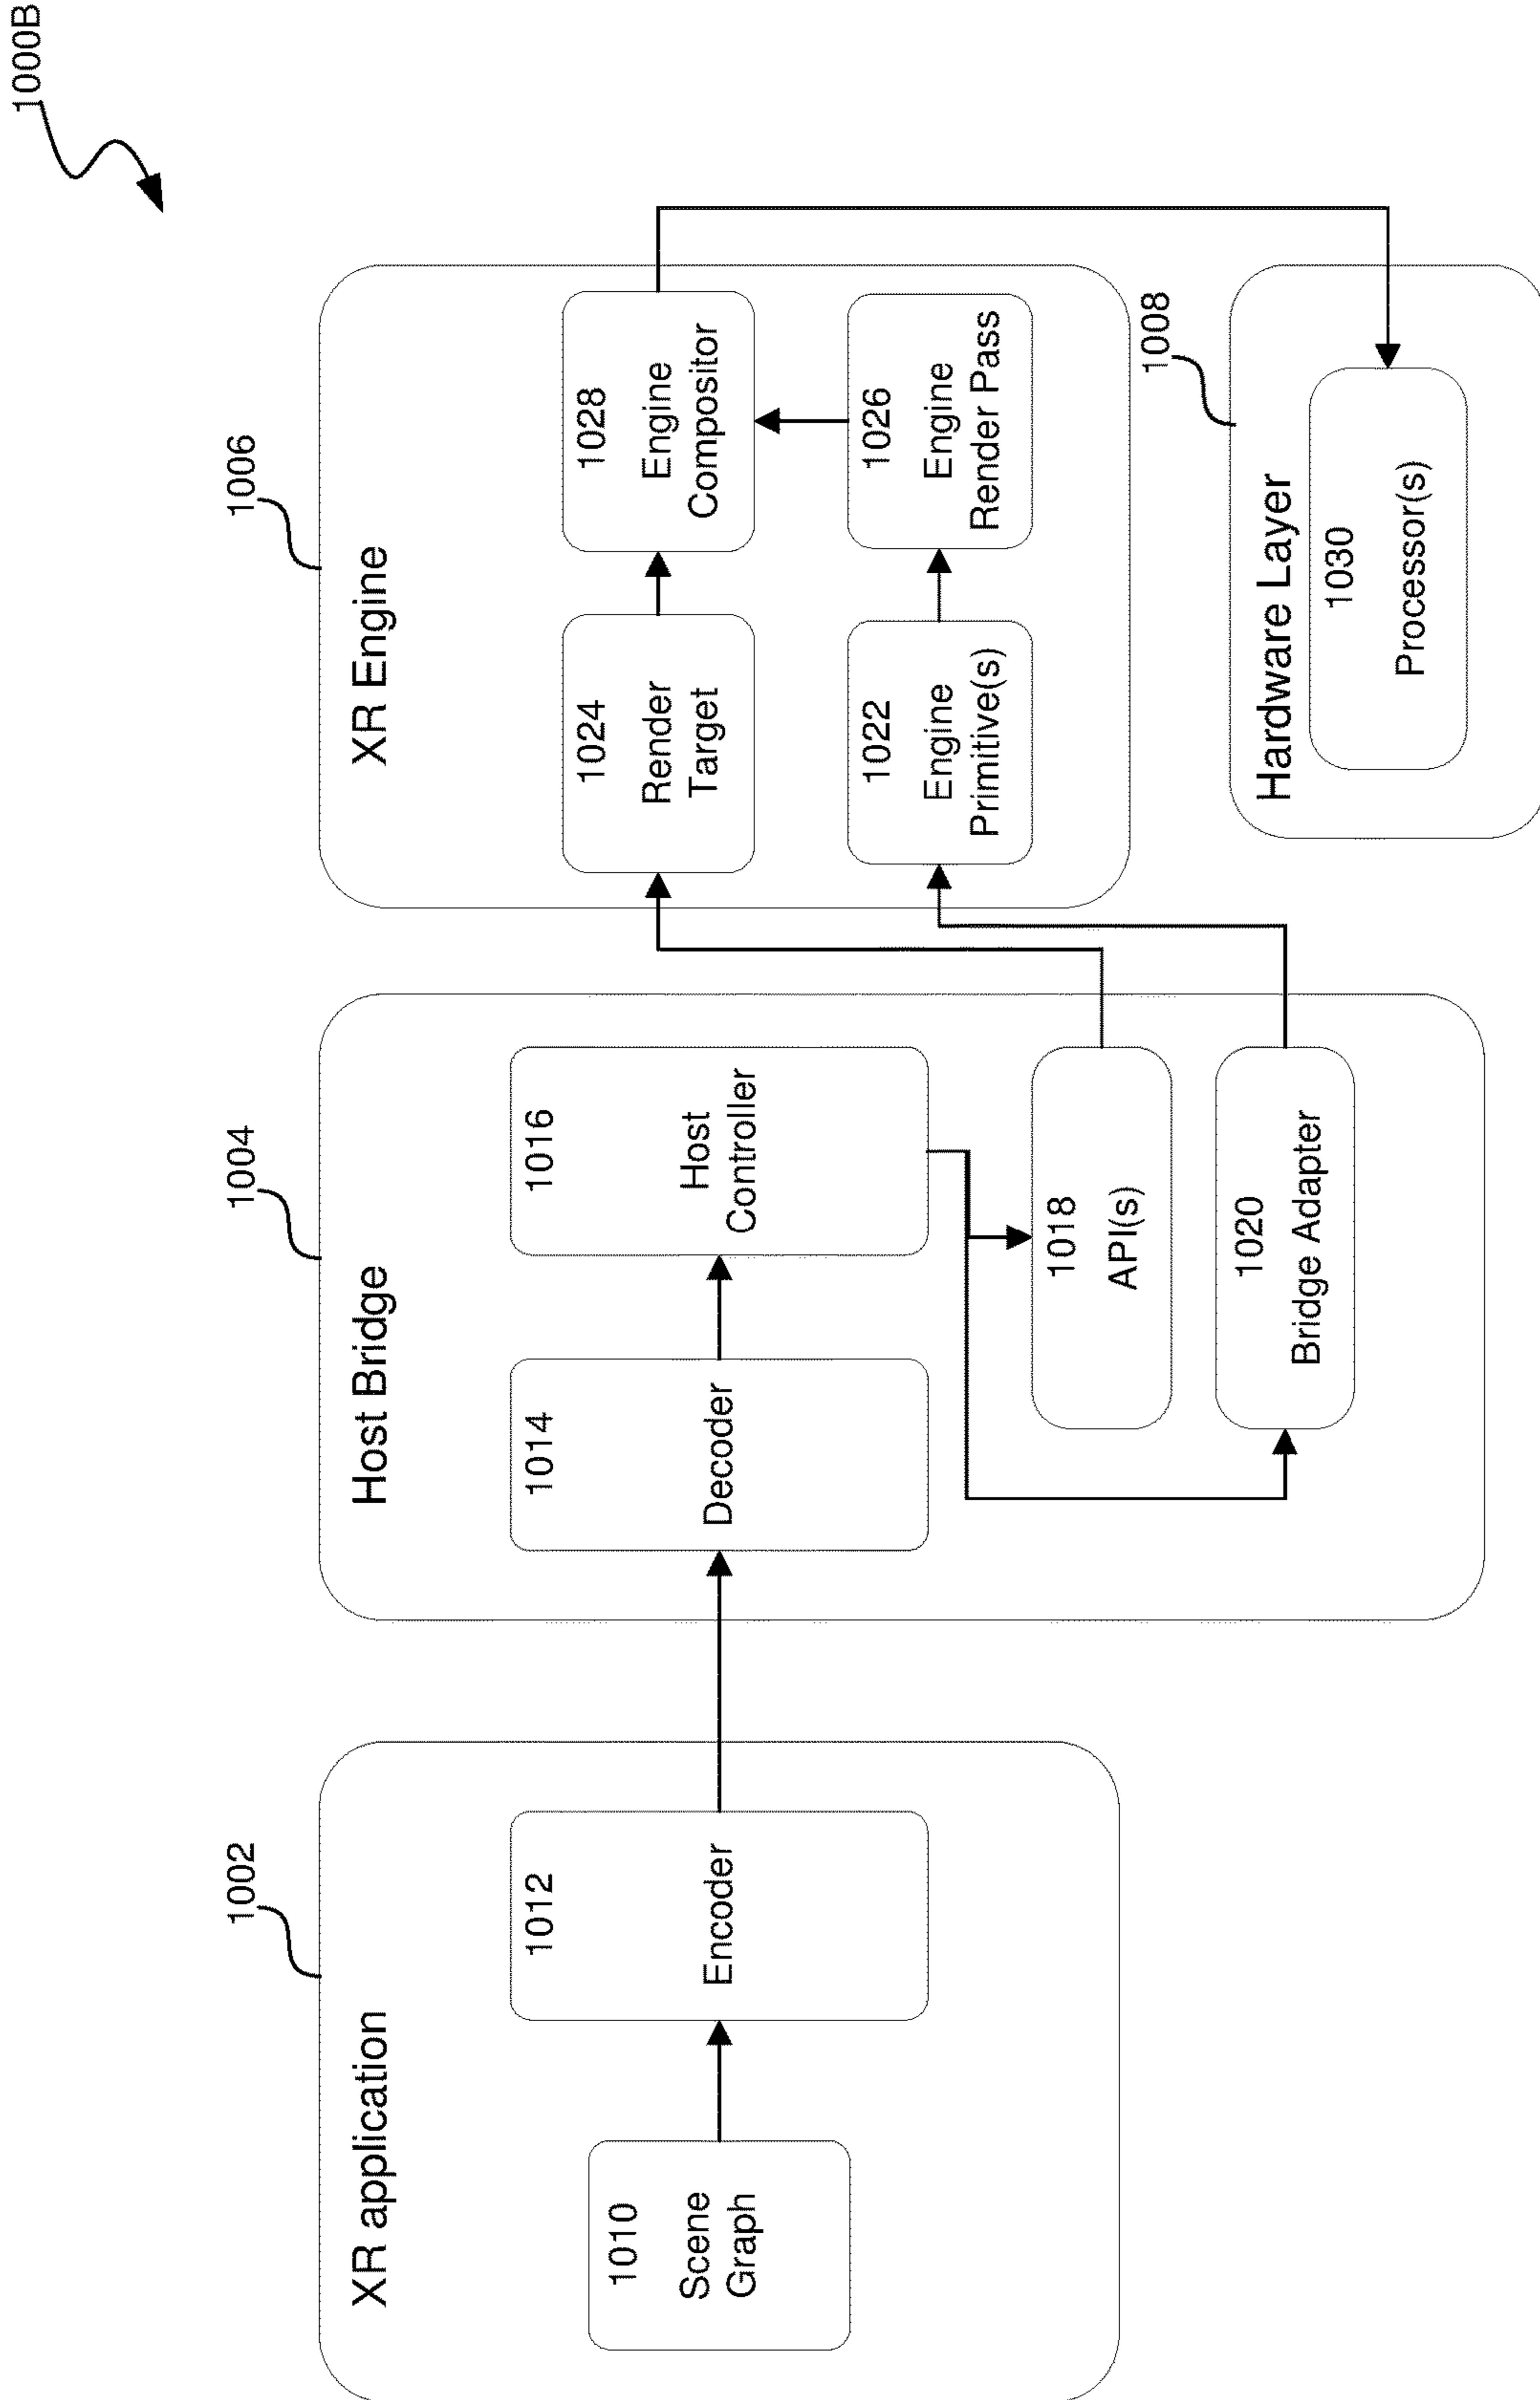 1000B
1002
XR application
1010
Scene
Graph
1012
Encoder
1004
Host Bridge
1014
Decoder
1016
Host
Controller
1018
API(s)
1020
Bridge Adapter
1006
XR Engine
1024
Render
Target
1028
Engine
Compositor
1022
Engine
Primitive(s)
1026
Engine
Render Pass
1008
Hardware Layer
1030
Processor(s)